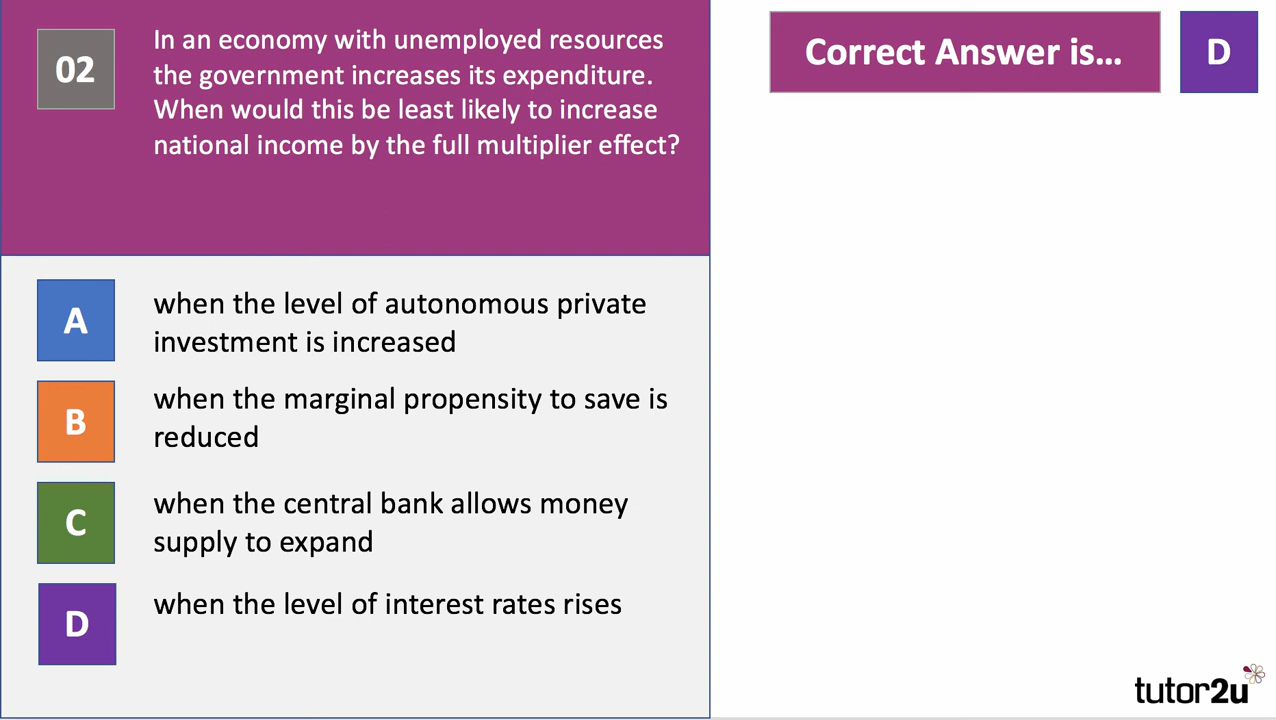 02
In an economy with unemployed resources
the government increases its expenditure.
When would this be least likely to increase
national income by the full multiplier effect?
A
when the level of autonomous private
investment is increased
B
when the marginal propensity to save is
reduced
C
when the central bank allows money
supply to expand
D
when the level of interest rates rises
Correct Answer is...
D
tutor2u